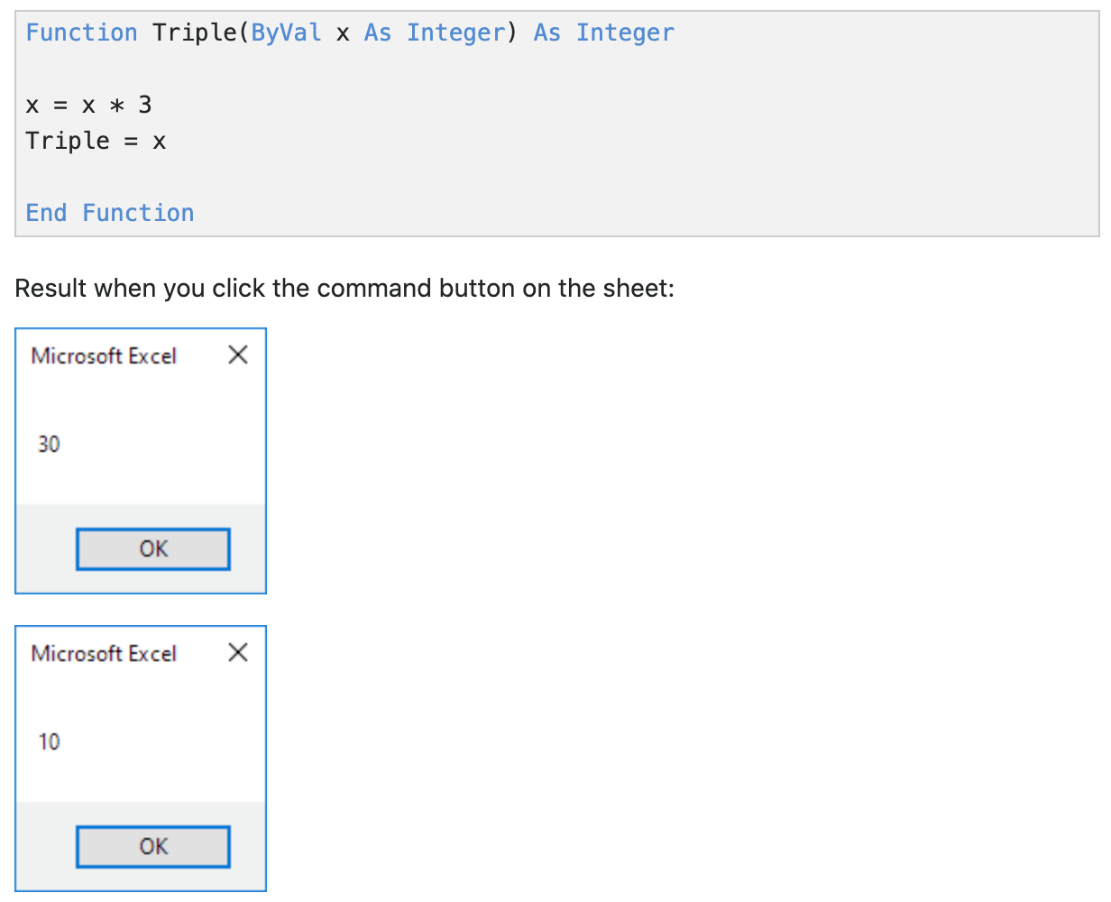 Function Triple(ByVal x As Integer) As Integer
x = x * 3
Triple = x
End Function
Result when you click the command button on the sheet:
Microsoft Excel
30
OK
Microsoft Excel
10
OK